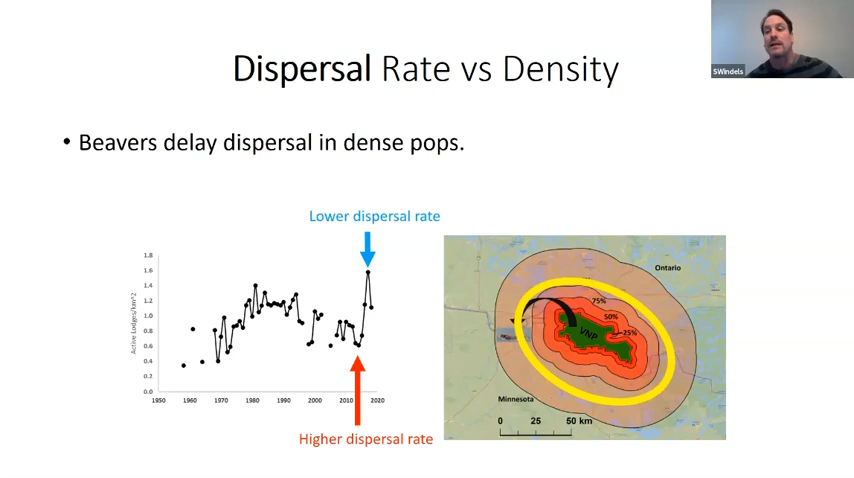 SWindels
Dispersal Rate vs Density
• Beavers delay dispersal in dense pops.
Lower dispersal rate
Active Lodges/km^2
1.8
1.6
1.4
1.2
1.0
0.8
0.6
0.4
0.2
0.0
1950 1960 1970 1980 1990 2000 2010 2020
Higher dispersal rate
Ontario
75%
50%
25%
VNP
Minnesota
0 25 50 km